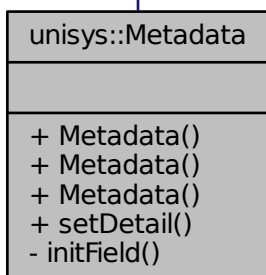 unisys::Metadata
+ Metadata()
+ Metadata()
+ Metadata()
+ setDetail()
- initField()